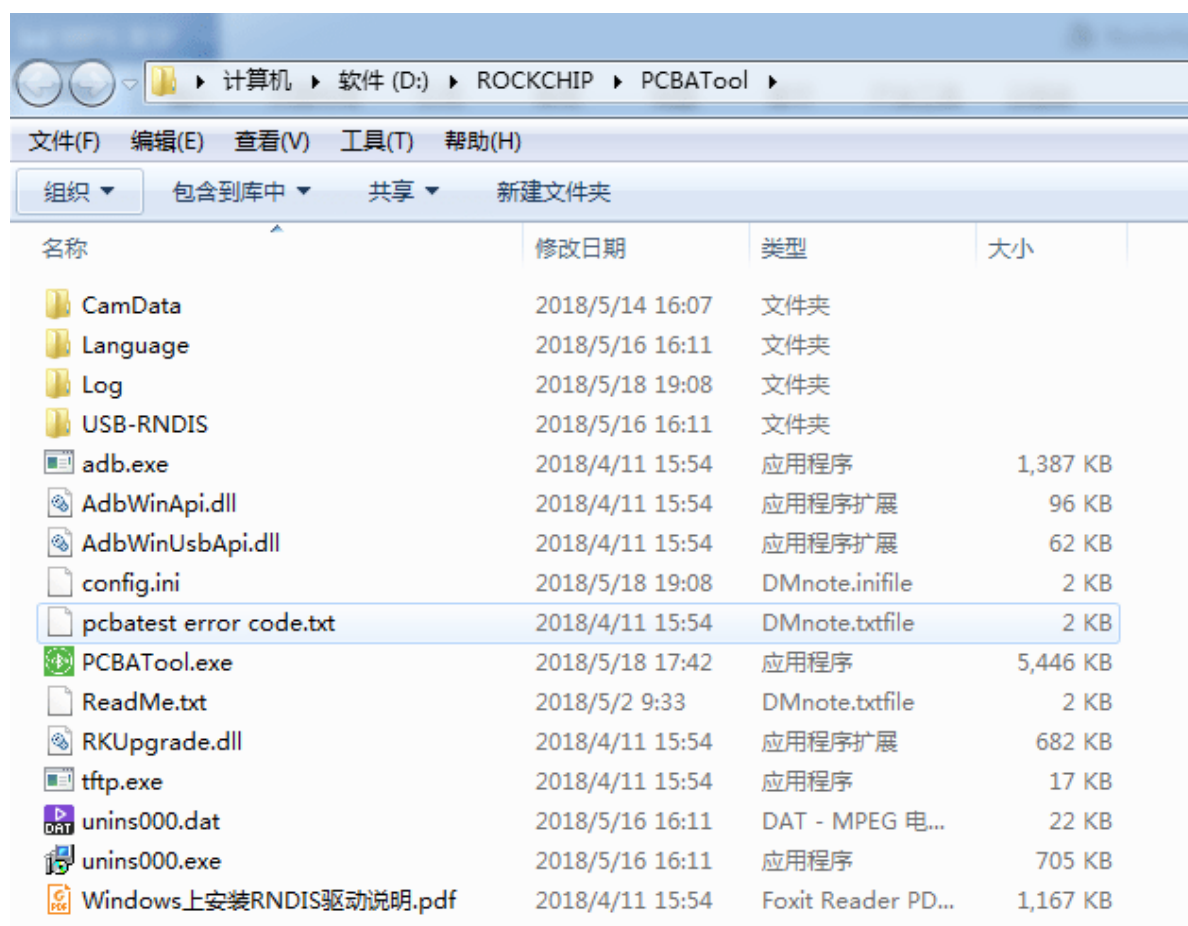 计算机 软件 (D:) ROCKCHIP PCBATool
文件(F) 编辑(E) 查看(V) 工具(T) 帮助(H)
组织 包含到库中 共享 新建文件夹
名称 修改日期 类型 大小
CamData 2018/5/14 16:07 文件夹
Language 2018/5/16 16:11 文件夹
Log 2018/5/18 19:08 文件夹
USB-RNDIS 2018/5/16 16:11 文件夹
adb.exe 2018/4/11 15:54 应用程序 1,387 KB
AdbWinApi.dll 2018/4/11 15:54 应用程序扩展 96 KB
AdbWinUsbApi.dll 2018/4/11 15:54 应用程序扩展 62 KB
config.ini 2018/5/18 19:08 DMnote.inifile 2 KB
pcbatest error code.txt 2018/4/11 15:54 DMnote.txtfile 2 KB
PCBATool.exe 2018/5/18 17:42 应用程序 5,446 KB
ReadMe.txt 2018/5/2 9:33 DMnote.txtfile 2 KB
RKUpgrade.dll 2018/4/11 15:54 应用程序扩展 682 KB
tftp.exe 2018/4/11 15:54 应用程序 17 KB
DAT unins000.dat 2018/5/16 16:11 DAT - MPEG 电... 22 KB
unins000.exe 2018/5/16 16:11 应用程序 705 KB
PDF Windows上安装RNDIS驱动说明.pdf 2018/4/11 15:54 Foxit Reader PD... 1,167 KB